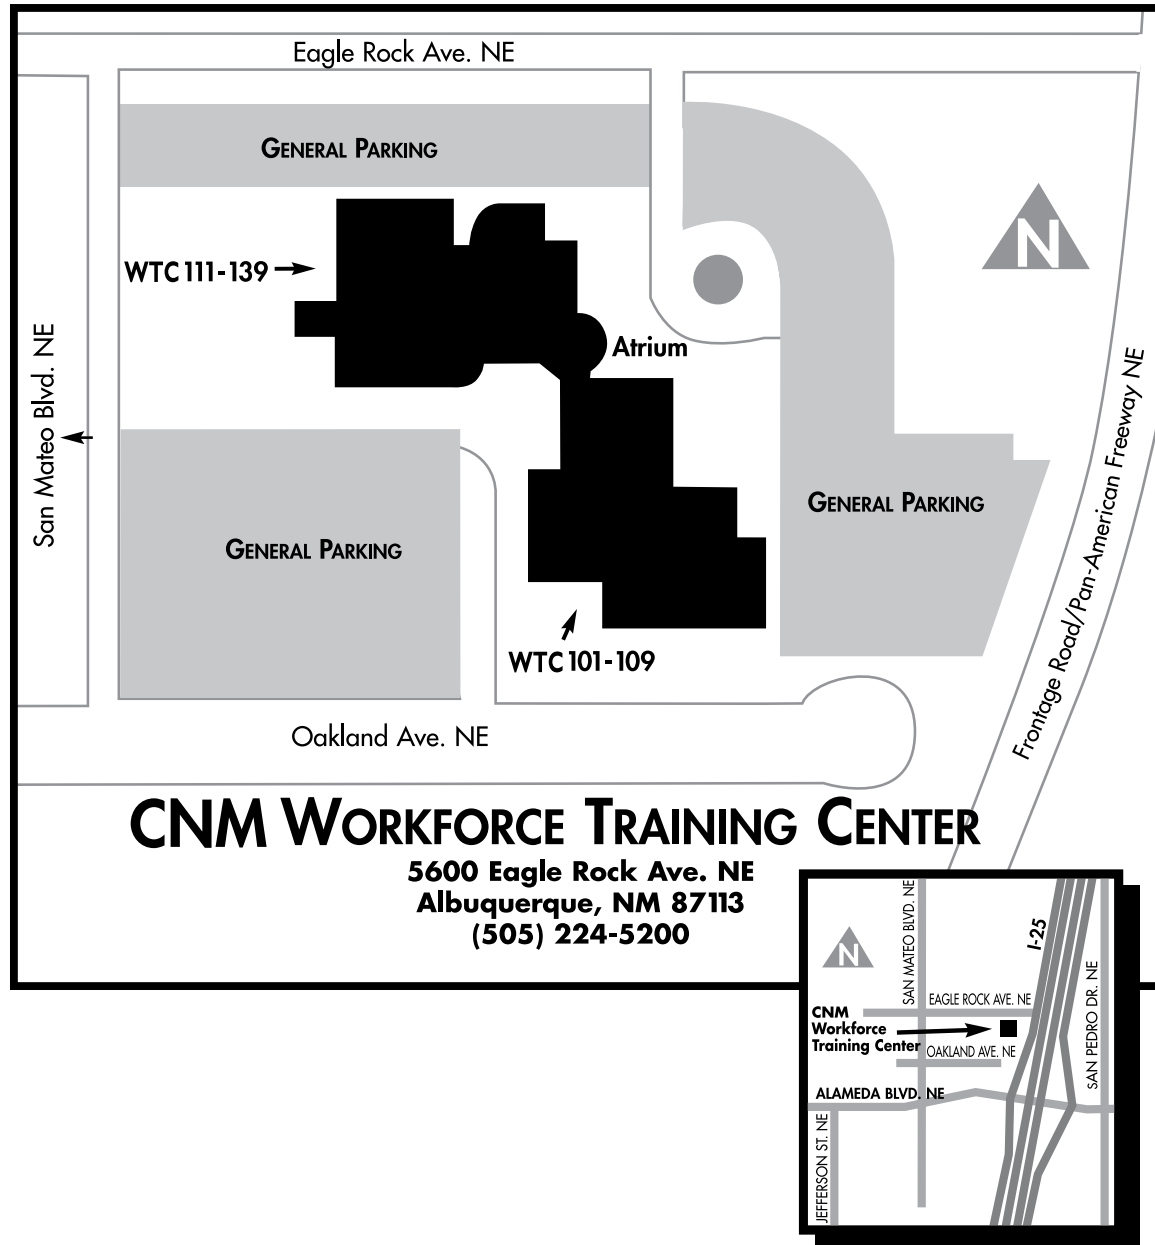 Eagle Rock Ave. NE
GENERAL PARKING
N
WTC 111-139
Atrium
San Mateo Blvd. NE
Frontage Road/Pan-American Freeway NE
GENERAL PARKING
GENERAL PARKING
WTC 101-109
Oakland Ave. NE
CNM WORKFORCE TRAINING CENTER
5600 Eagle Rock Ave. NE
Albuquerque, NM 87113
(505) 224-5200
SAN MATEO BLVD. NE
I-25
N
SAN PEDRO DR. NE
EAGLE ROCK AVE. NE
CNM
Workforce
Training Center
OAKLAND AVE. NE
ALAMEDA BLVD. NE
JEFFERSON ST. NE